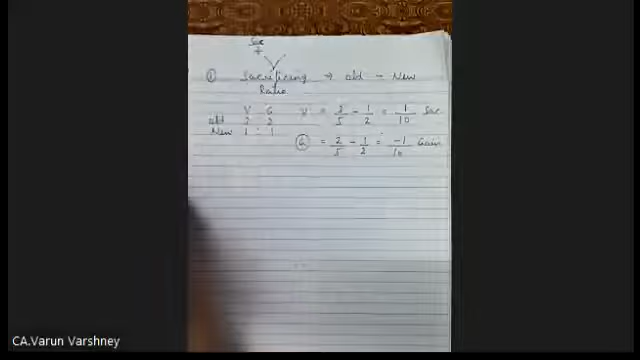 Sac
+
① Sacrificing → old - New
Ratio
V G
old 3 2
New 1 : 1
V = 3/5 - 1/2 = 1/10 Sac
G = 2/5 - 1/2 = -1/10 Gain
CA.Varun Varshney